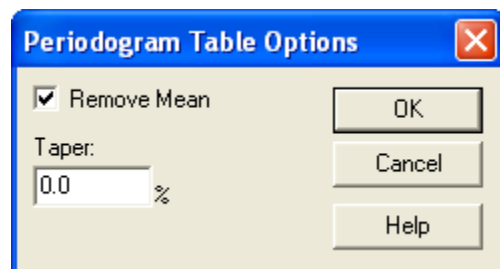 Periodogram Table Options
Remove Mean
OK
Taper:
0.0 %
Cancel
Help